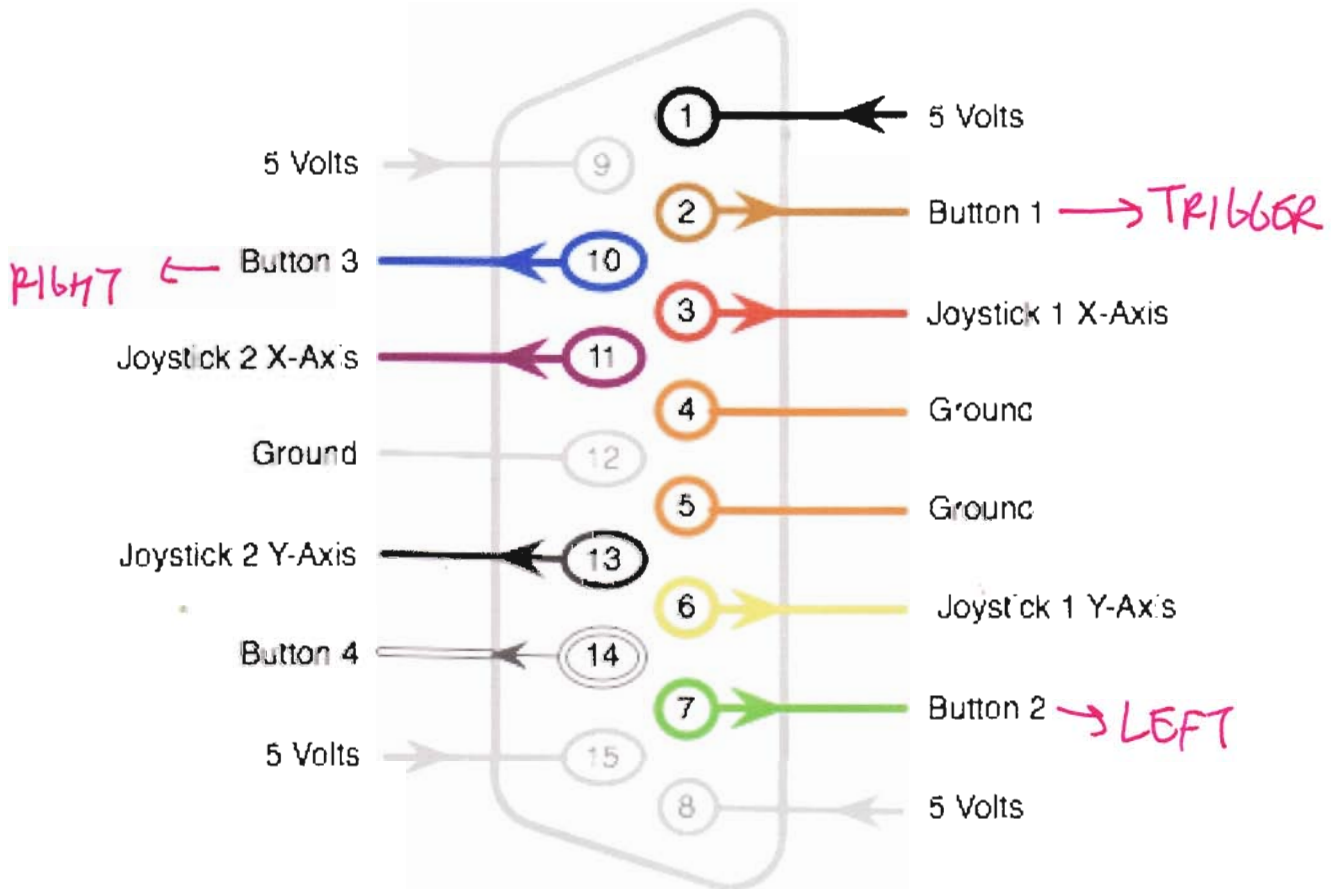 1 5 Volts
5 Volts 9
2 Button 1 → TRIGGER
RIGHT ← Button 3 10
3 Joystick 1 X-Axis
Joystick 2 X-Axis 11
4 Ground
Ground 12
5 Ground
Joystick 2 Y-Axis 13
6 Joystick 1 Y-Axis
Button 4 14
7 Button 2 → LEFT
5 Volts 15
8 5 Volts